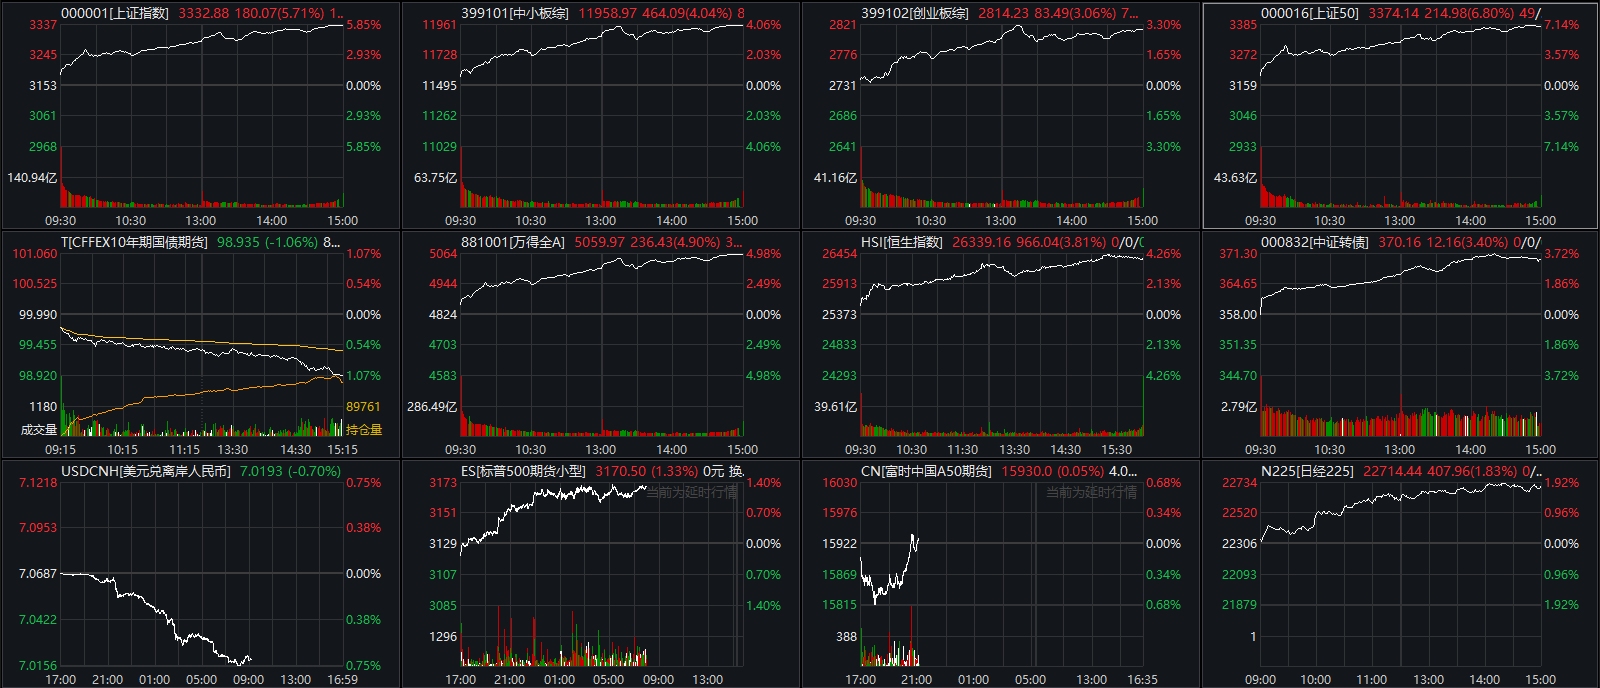 000001[上证指数] 3332.88 180.07(5.71%) 1..
3337 5.85%
3245 2.93%
3153 0.00%
3061 2.93%
2968 5.85%
140.94亿
09:30 10:30 13:00 14:00 15:00
399101[中小板综] 11958.97 464.09(4.04%) 8
11961 4.06%
11728 2.03%
11495 0.00%
11262 2.03%
11029 4.06%
63.75亿
09:30 10:30 13:00 14:00 15:00
399102[创业板综] 2814.23 83.49(3.06%) 7...
2821 3.30%
2776 1.65%
2731 0.00%
2686 1.65%
2641 3.30%
41.16亿
09:30 10:30 13:00 14:00 15:00
000016[上证50] 3374.14 214.98(6.80%) 49/
3385 7.14%
3272 3.57%
3159 0.00%
3046 3.57%
2933 7.14%
43.63亿
09:30 10:30 13:00 14:00 15:00
T[CFFEX10年期国债期货] 98.935 (-1.06%) 8...
101.060 1.07%
100.525 0.54%
99.990 0.00%
99.455 0.54%
98.920 1.07%
1180 89761
成交量 持仓量
09:15 10:15 11:15 13:30 14:30 15:15
881001[万得全A] 5059.97 236.43(4.90%) 3...
5064 4.98%
4944 2.49%
4824 0.00%
4703 2.49%
4583 4.98%
286.49亿
09:30 10:30 13:00 14:00 15:00
HSI[恒生指数] 26339.16 966.04(3.81%) 0/0/0
26454 4.26%
25913 2.13%
25373 0.00%
24833 2.13%
24293 4.26%
39.61亿
09:30 10:30 11:30 13:30 14:30 15:30
000832[中证转债] 370.16 12.16(3.40%) 0/0/
371.30 3.72%
364.65 1.86%
358.00 0.00%
351.35 1.86%
344.70 3.72%
2.79亿
09:30 10:30 13:00 14:00 15:00
USDCNH[美元兑离岸人民币] 7.0193 (-0.70%)
7.1218 0.75%
7.0953 0.38%
7.0687 0.00%
7.0422 0.38%
7.0156 0.75%
17:00 21:00 01:00 05:00 09:00 13:00 16:59
ES[标普500期货小型] 3170.50 (1.33%) 0元 换.
当前为延时行情
3173 1.40%
3151 0.70%
3129 0.00%
3107 0.70%
3085 1.40%
1296
17:00 21:00 01:00 05:00 09:00 13:00
CN[富时中国A50期货] 15930.0 (0.05%) 4.0...
当前为延时行情
16030 0.68%
15976 0.34%
15922 0.00%
15869 0.34%
15815 0.68%
388
17:00 21:00 01:00 05:00 13:00 16:35
N225[日经225] 22714.44 407.96(1.83%) 0/..
22734 1.92%
22520 0.96%
22306 0.00%
22093 0.96%
21879 1.92%
1
09:00 10:00 11:00 13:00 14:00 15:00